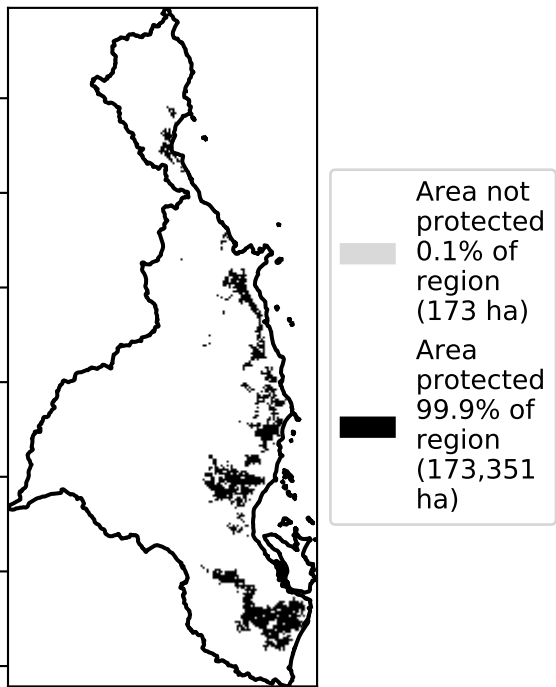 Area not
protected
0.1% of
region
(173 ha)
Area
protected
99.9% of
region
(173,351
ha)